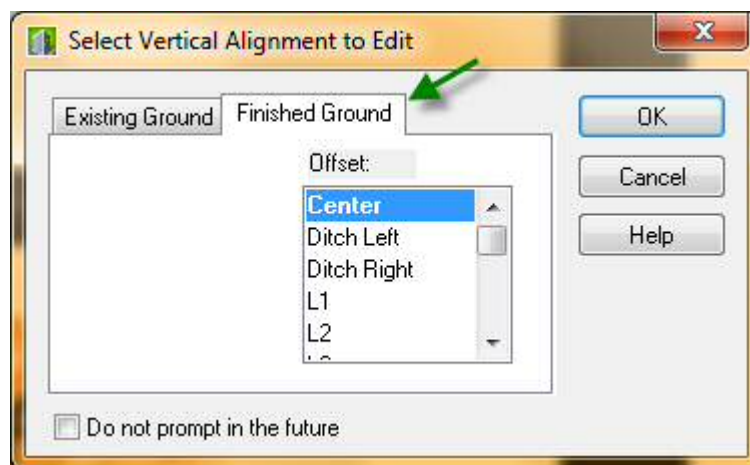 Select Vertical Alignment to Edit
Existing Ground
Finished Ground
OK
Offset:
Cancel
Center
Ditch Left
Help
Ditch Right
L1
L2
Do not prompt in the future